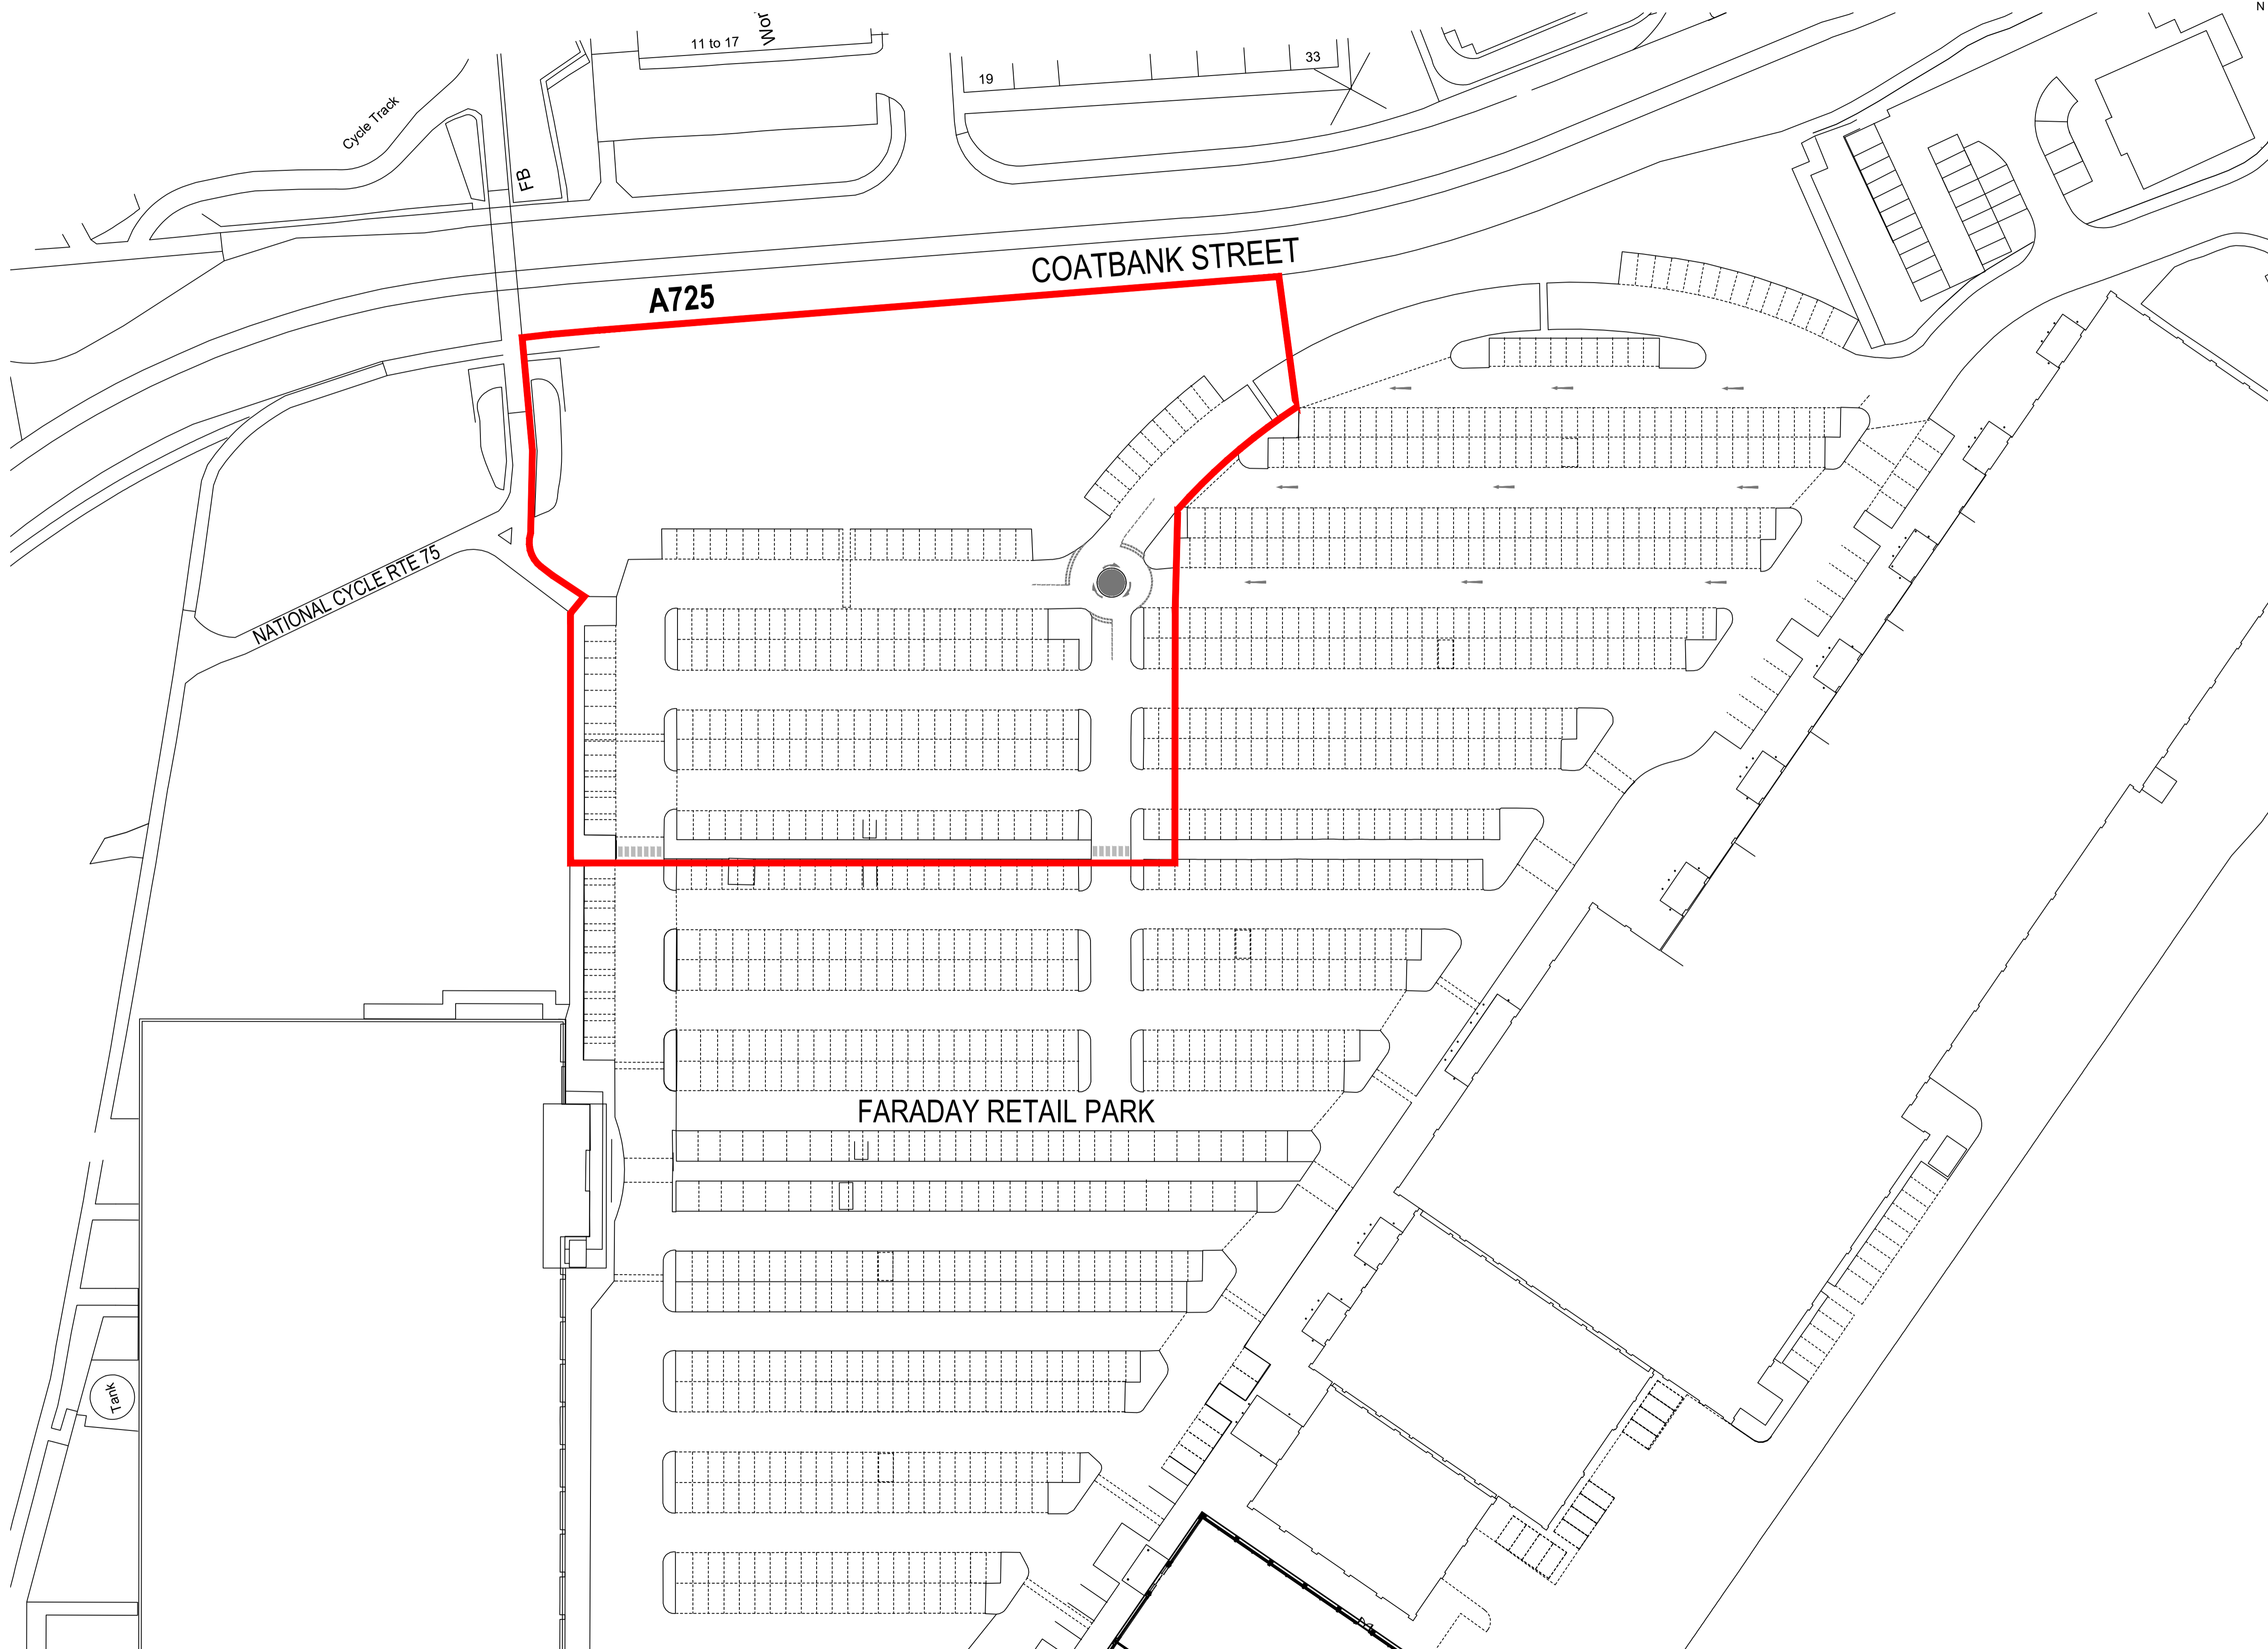 N
11 to 17
Wor
19
33
Cycle Track
FB
COATBANK STREET
A725
NATIONAL CYCLE RTE 75
FARADAY RETAIL PARK
Tank